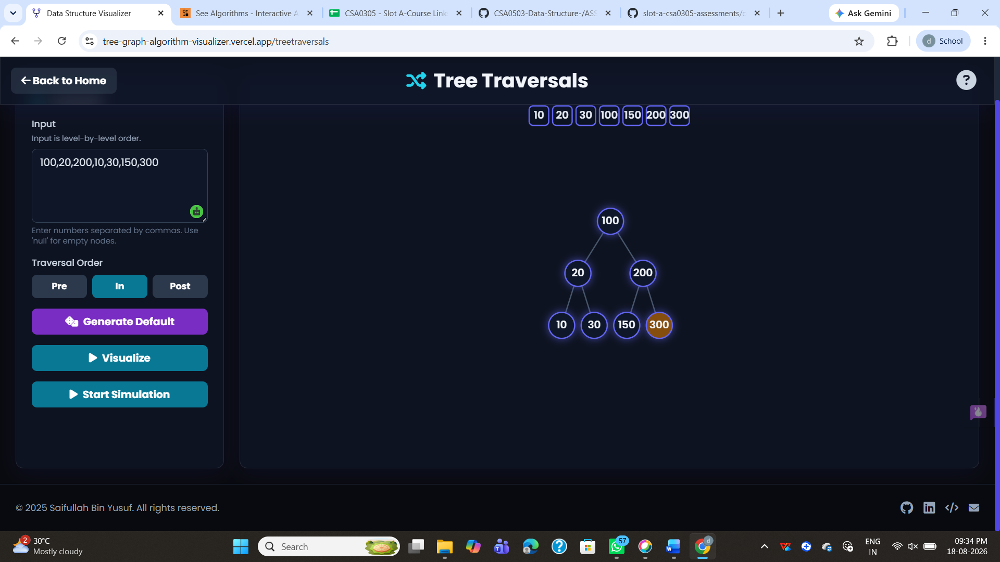 Data Structure Visualizer
See Algorithms - Interactive A
CSA0305 - Slot A-Course Link
CSA0503-Data-Structure-/ASS
slot-a-csa0305-assessments/c
Ask Gemini
tree-graph-algorithm-visualizer.vercel.app/treetraversals
d School
Back to Home
Tree Traversals
?
10 20 30 100 150 200 300
Input
Input is level-by-level order.
100,20,200,10,30,150,300
Enter numbers separated by commas. Use
'null' for empty nodes.
Traversal Order
Pre In Post
Generate Default
Visualize
Start Simulation
100
20 200
10 30 150 300
© 2025 Saifullah Bin Yusuf. All rights reserved.
2
30°C
Mostly cloudy
Search
57
d
ENG
IN
09:34 PM
18-08-2026